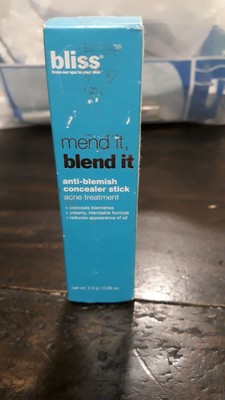 bliss®
mend it,
blend it
anti-blemish
concealer stick
acne treatment
• conceals blemishes
• creamy, blendable formula
• reduces appearance of oil